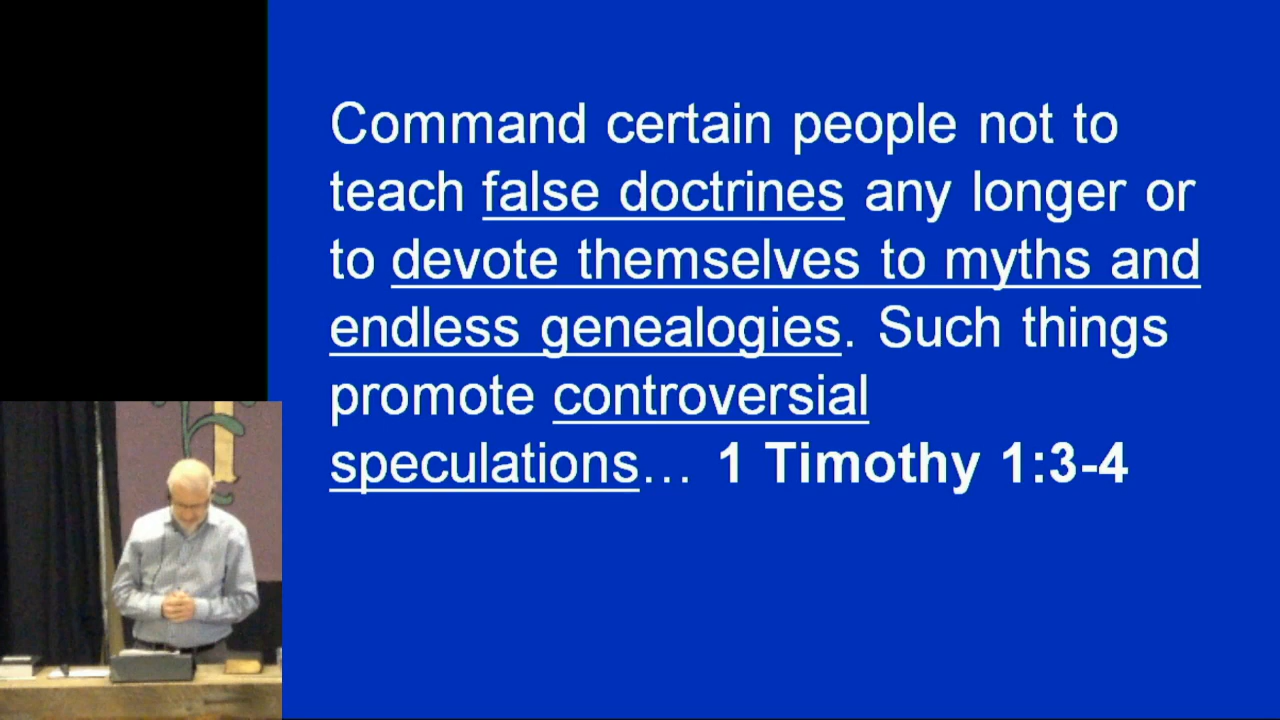 Command certain people not to
teach false doctrines any longer or
to devote themselves to myths and
endless genealogies. Such things
promote controversial
speculations... 1 Timothy 1:3-4